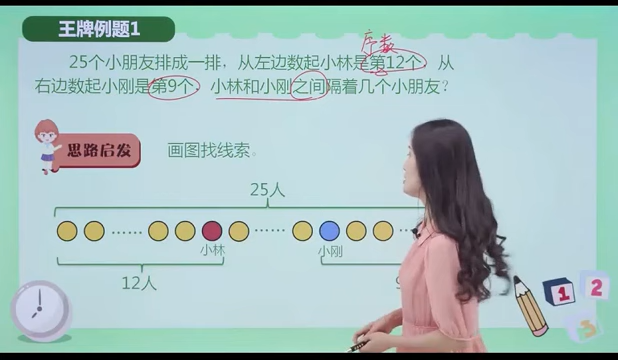 王牌例题1
序数
25个小朋友排成一排，从左边数起小林是第12个，从
右边数起小刚是第9个，小林和小刚之间隔着几个小朋友？
思路启发
画图找线索。
25人
……
……
小林
小刚
12人
9
1
2
3